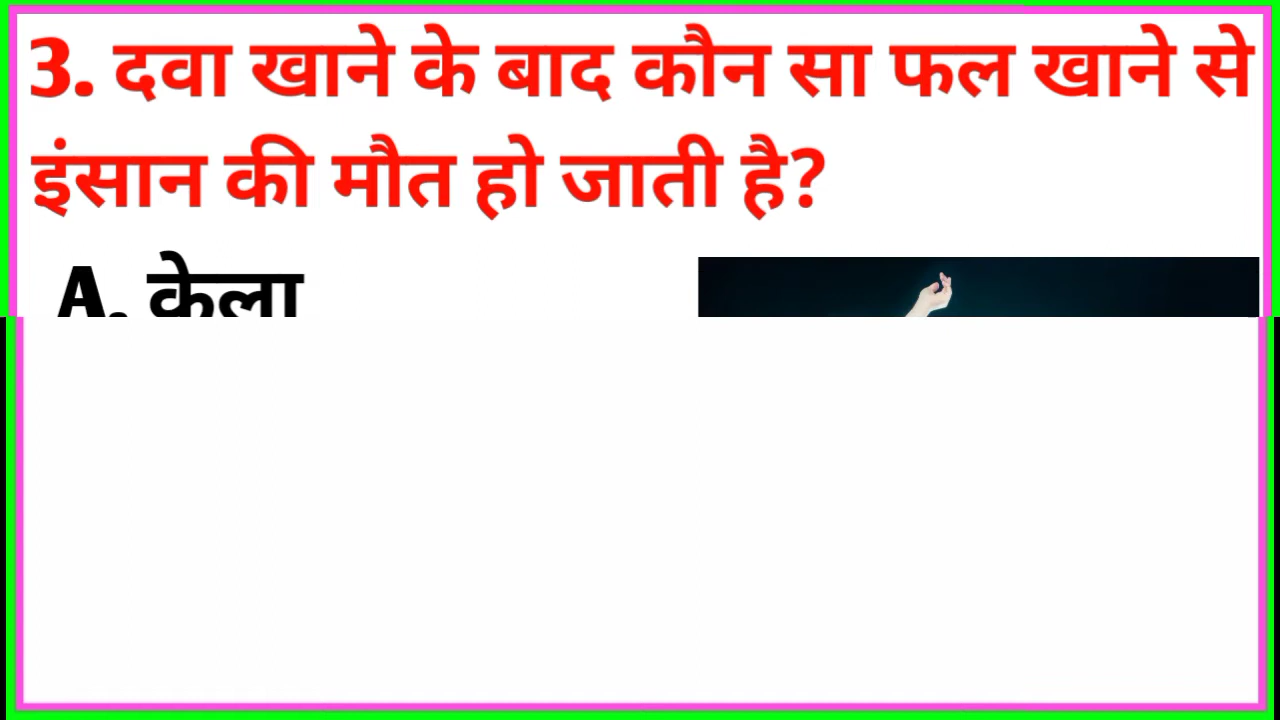 3. दवा खाने के बाद कौन सा फल खाने से
इंसान की मौत हो जाती है?
A. केला